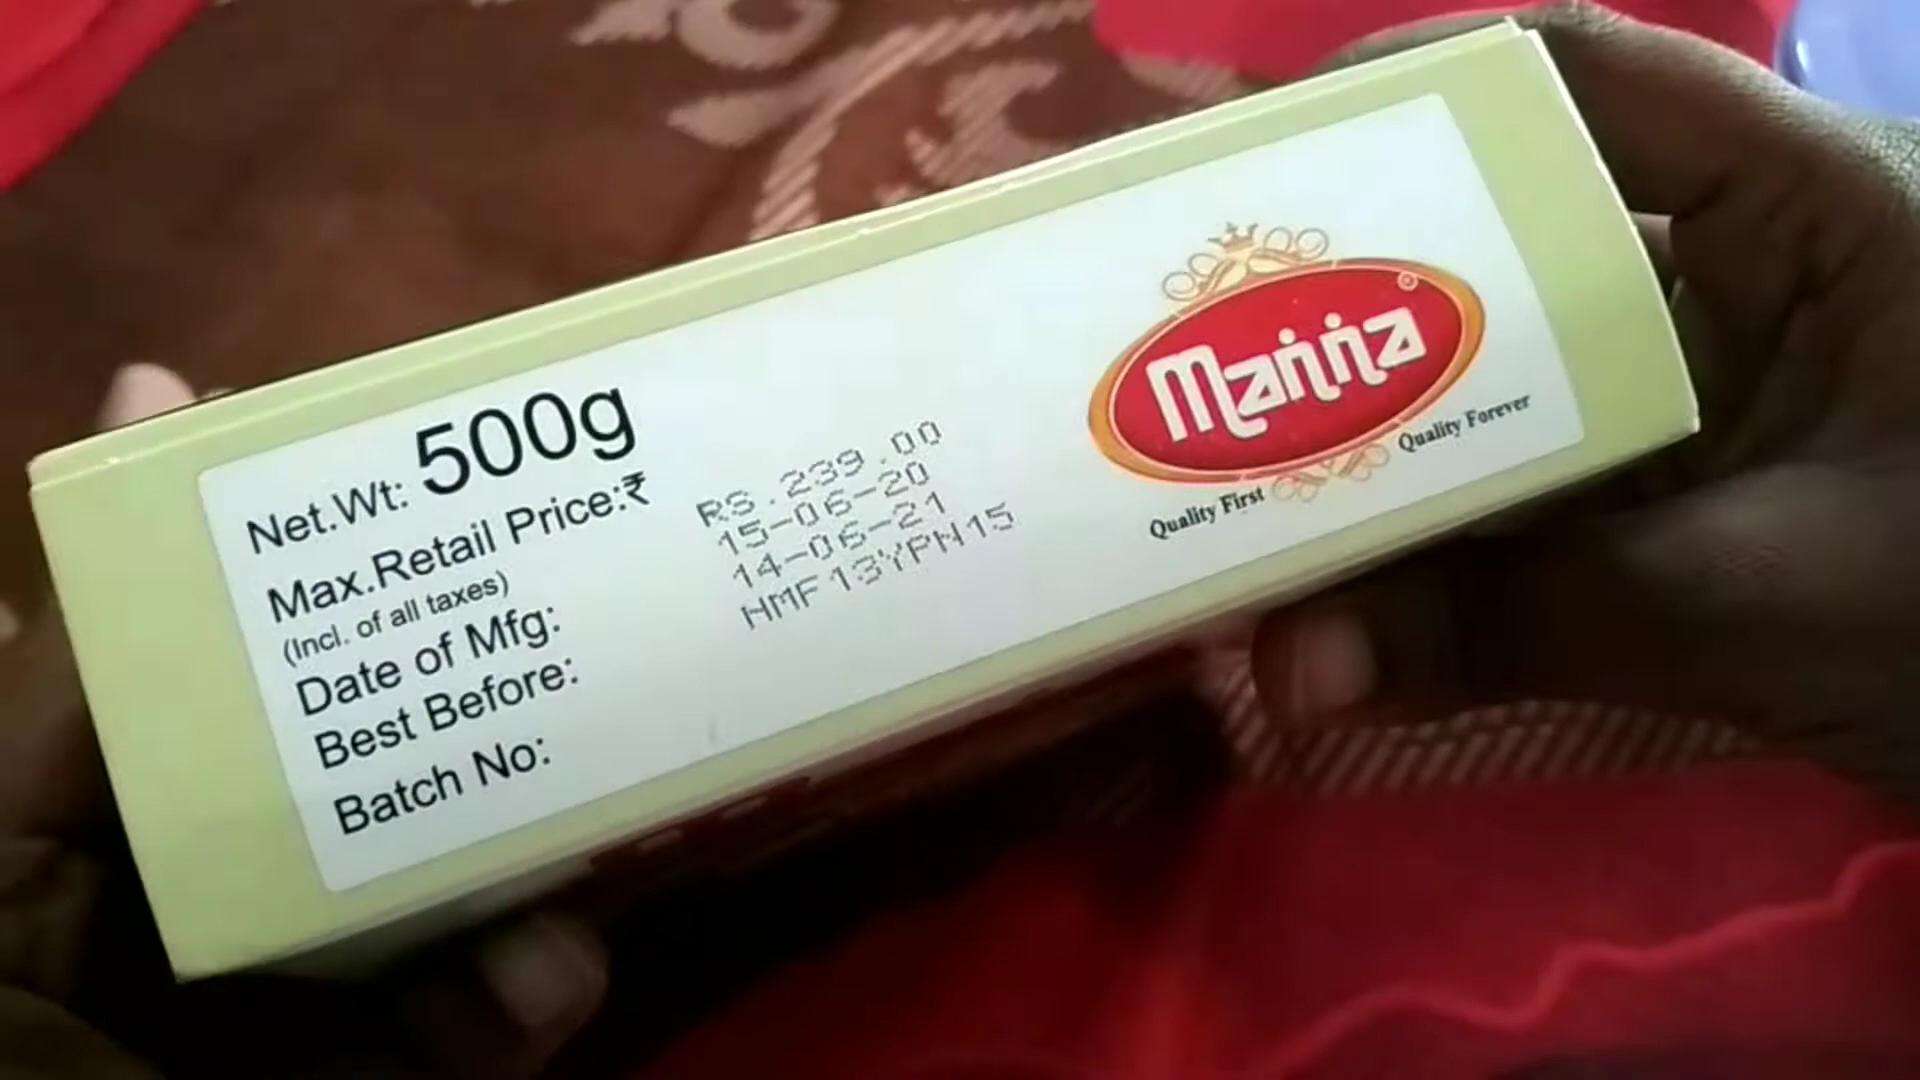 Net.Wt: 500g
Max.Retail Price:₹
(Incl. of all taxes)
Date of Mfg:
Best Before:
Batch No:
RS.239.00
15-06-20
14-06-21
HMF13YPN15
Manna
Quality First
Quality Forever